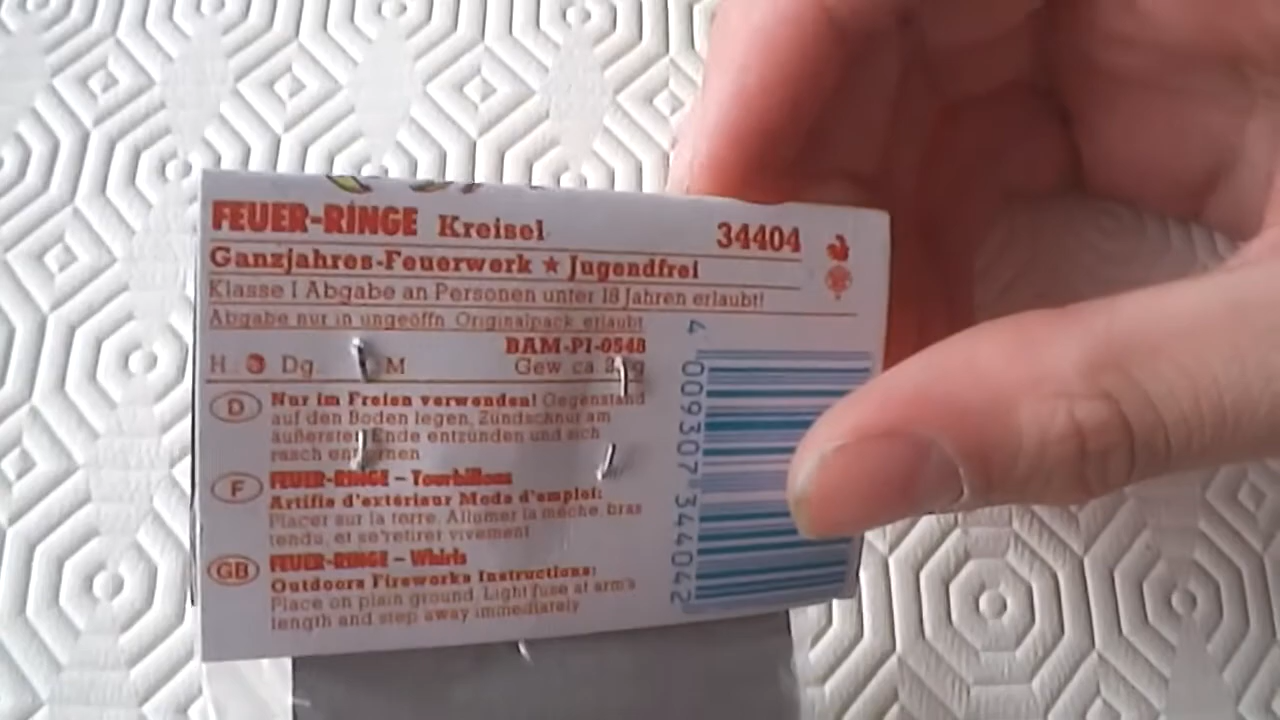 FEUER-RINGE Kreisel 34404
Ganzjahres-Feuerwerk ★ Jugendfrei
Klasse I Abgabe an Personen unter 18 Jahren erlaubt!
Abgabe nur in ungeöffn. Originalpack erlaubt
BAM-PI-0548
H. Dg. M Gew. ca. g
D Nur im Freien verwenden! Gegenstand
auf den Boden legen, Zündschnur am
äußersten Ende entzünden und sich
rasch entfernen
F FEUER-RINGE – Tourbillons
Artifis d'extérieur Mode d'emploi:
Placer sur la terre. Allumer la mèche, bras
tendu, et se retirer vivement
GB FEUER-RINGE – Whirls
Outdoors Fireworks Instructions:
Place on plain ground. Light fuse at arm's
length and step away immediately
4 009307 344042